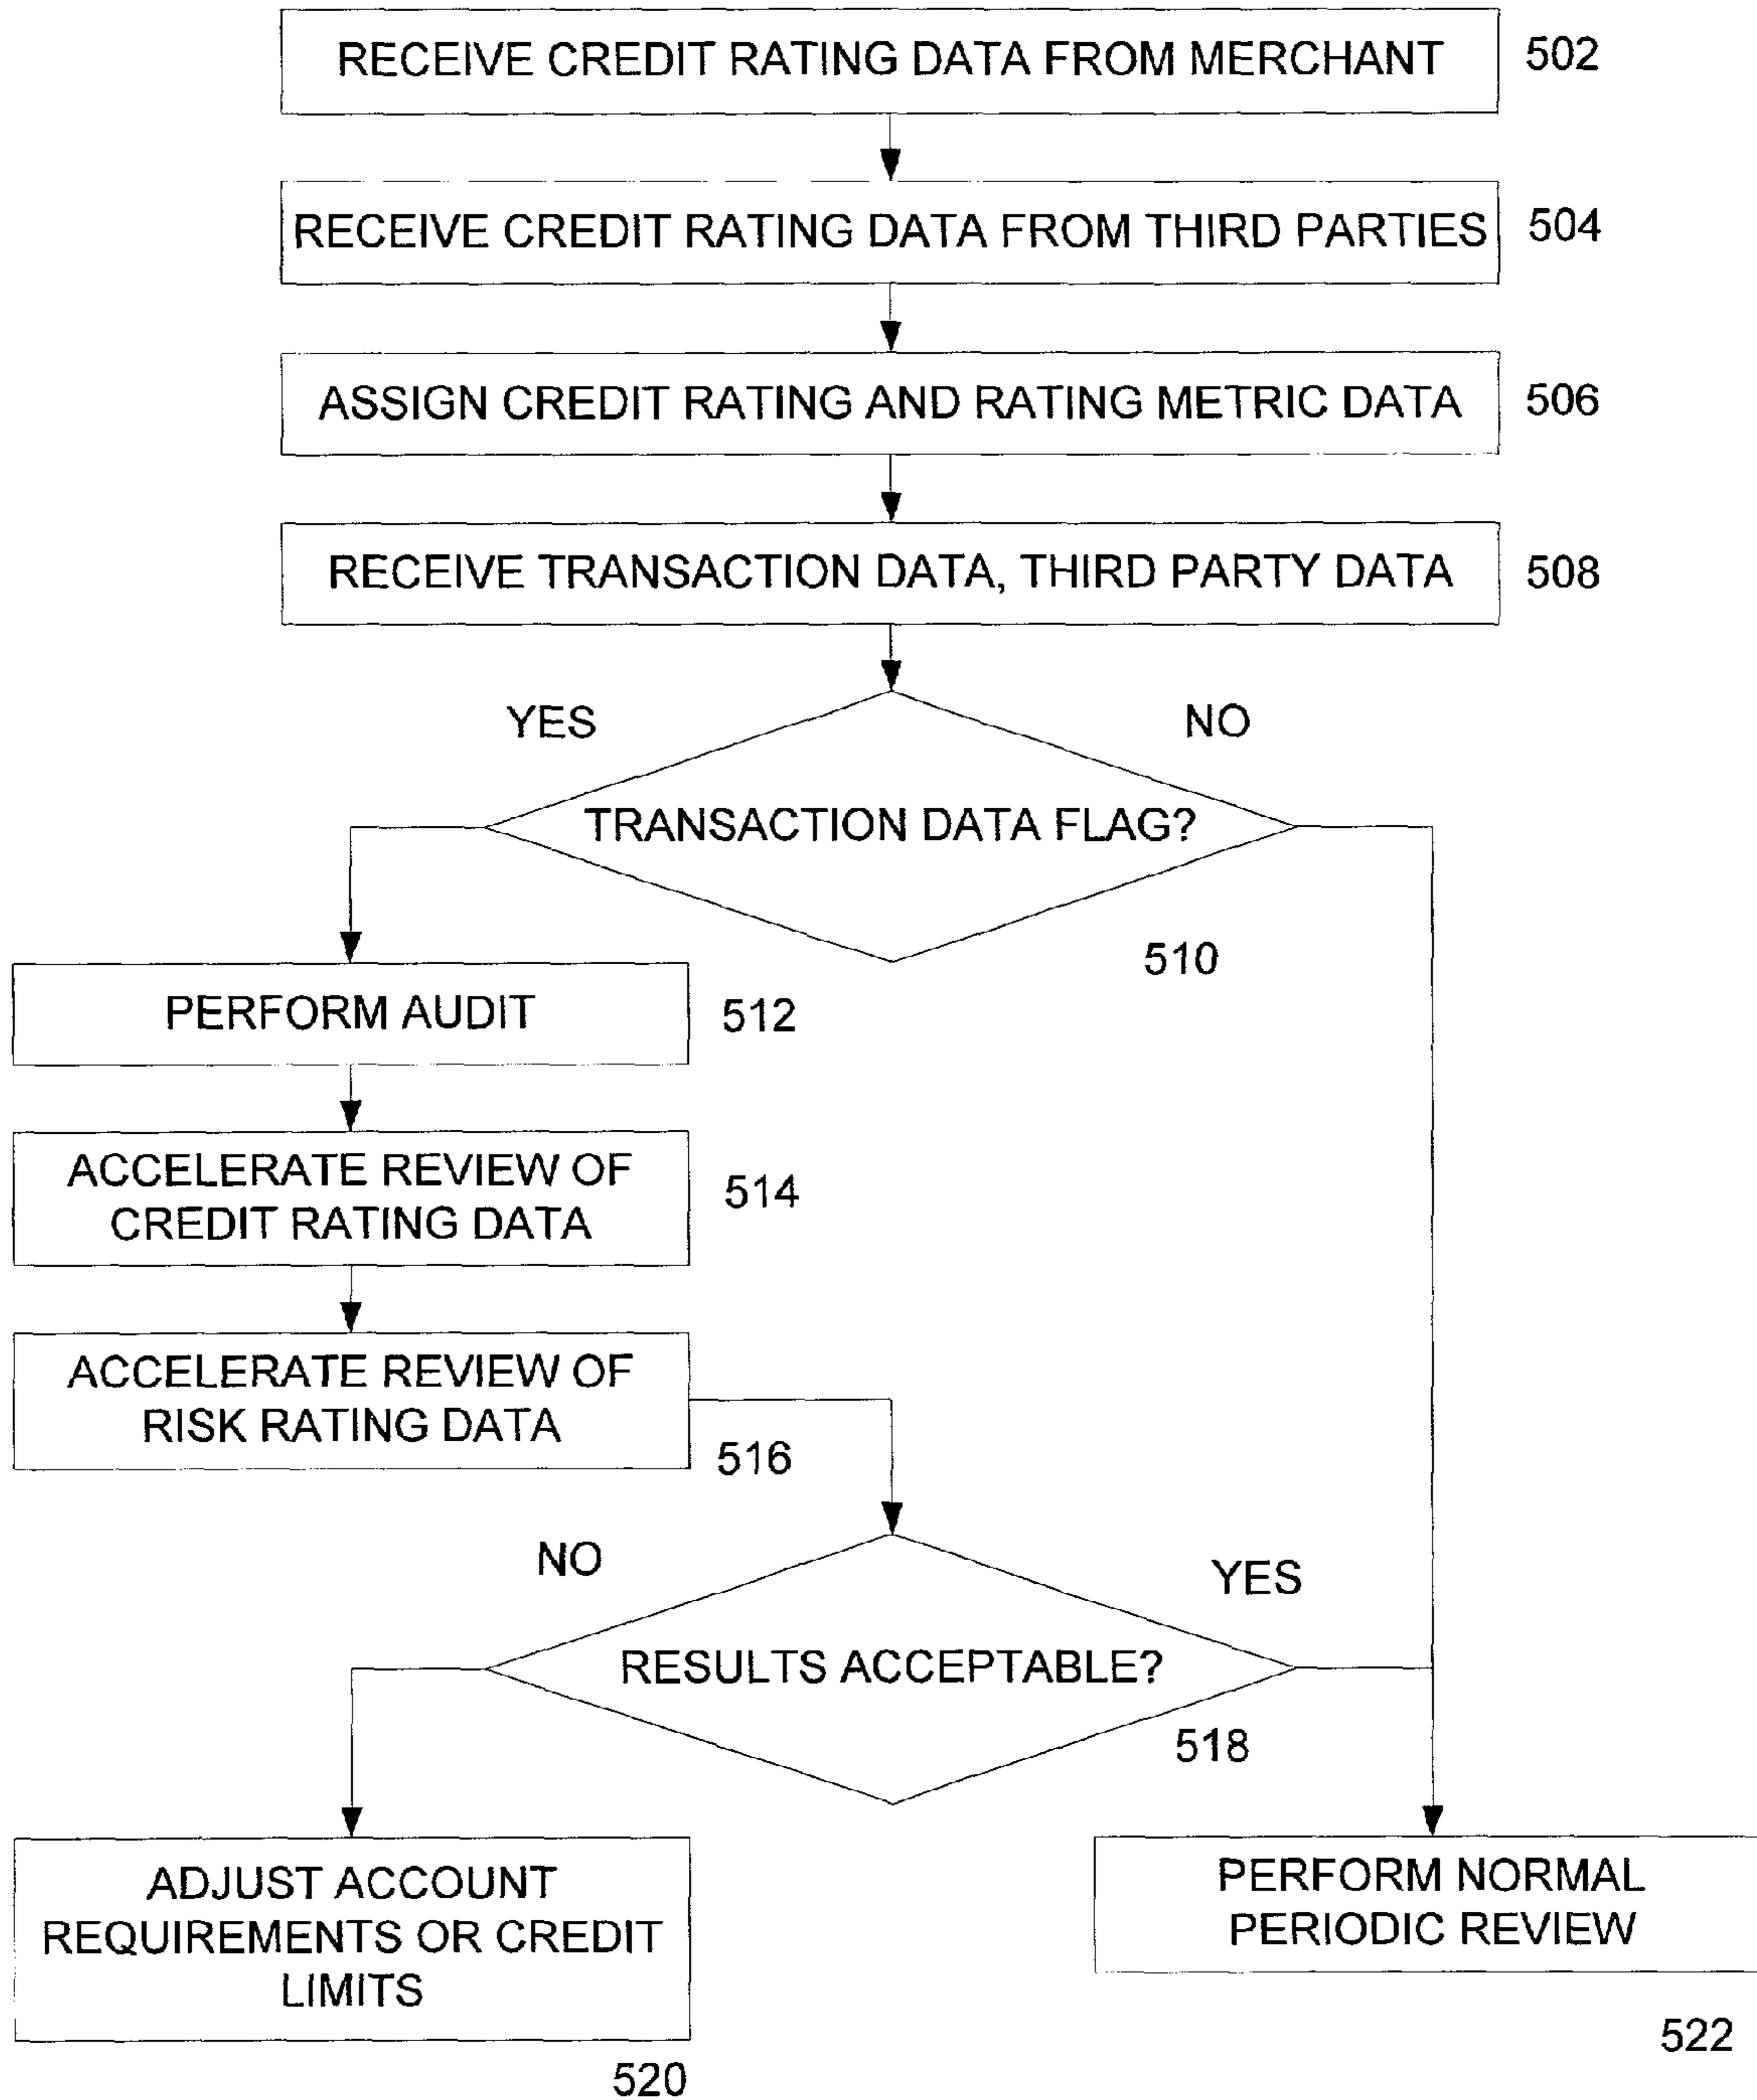 RECEIVE CREDIT RATING DATA FROM MERCHANT
502
RECEIVE CREDIT RATING DATA FROM THIRD PARTIES
504
ASSIGN CREDIT RATING AND RATING METRIC DATA
506
RECEIVE TRANSACTION DATA, THIRD PARTY DATA
508
YES
NO
TRANSACTION DATA FLAG?
510
PERFORM AUDIT
512
ACCELERATE REVIEW OF
CREDIT RATING DATA
514
ACCELERATE REVIEW OF
RISK RATING DATA
516
NO
YES
RESULTS ACCEPTABLE?
518
ADJUST ACCOUNT
REQUIREMENTS OR CREDIT
LIMITS
520
PERFORM NORMAL
PERIODIC REVIEW
522